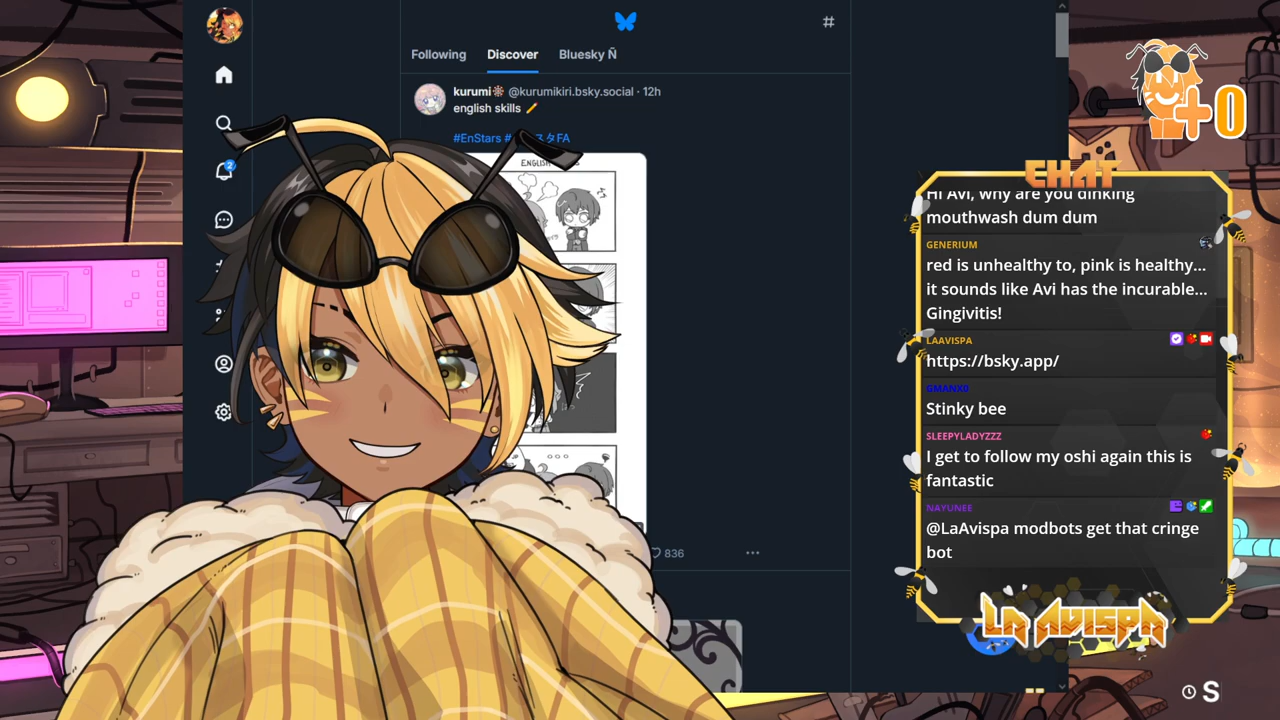 #
Following
Discover
Bluesky Ñ
kurumi @kurumikiri.bsky.social · 12h
english skills
#EnStars
ENGLISH
2
836
+0
CHAT
Hi Avi, why are you dinking
mouthwash dum dum
GENERIUM
red is unhealthy to, pink is healthy...
it sounds like Avi has the incurable...
Gingivitis!
LAAVISPA
https://bsky.app/
GMANX0
Stinky bee
SLEEPYLADYZZZ
I get to follow my oshi again this is
fantastic
NAYUNEE
@LaAvispa modbots get that cringe
bot
LA AVISPA
S